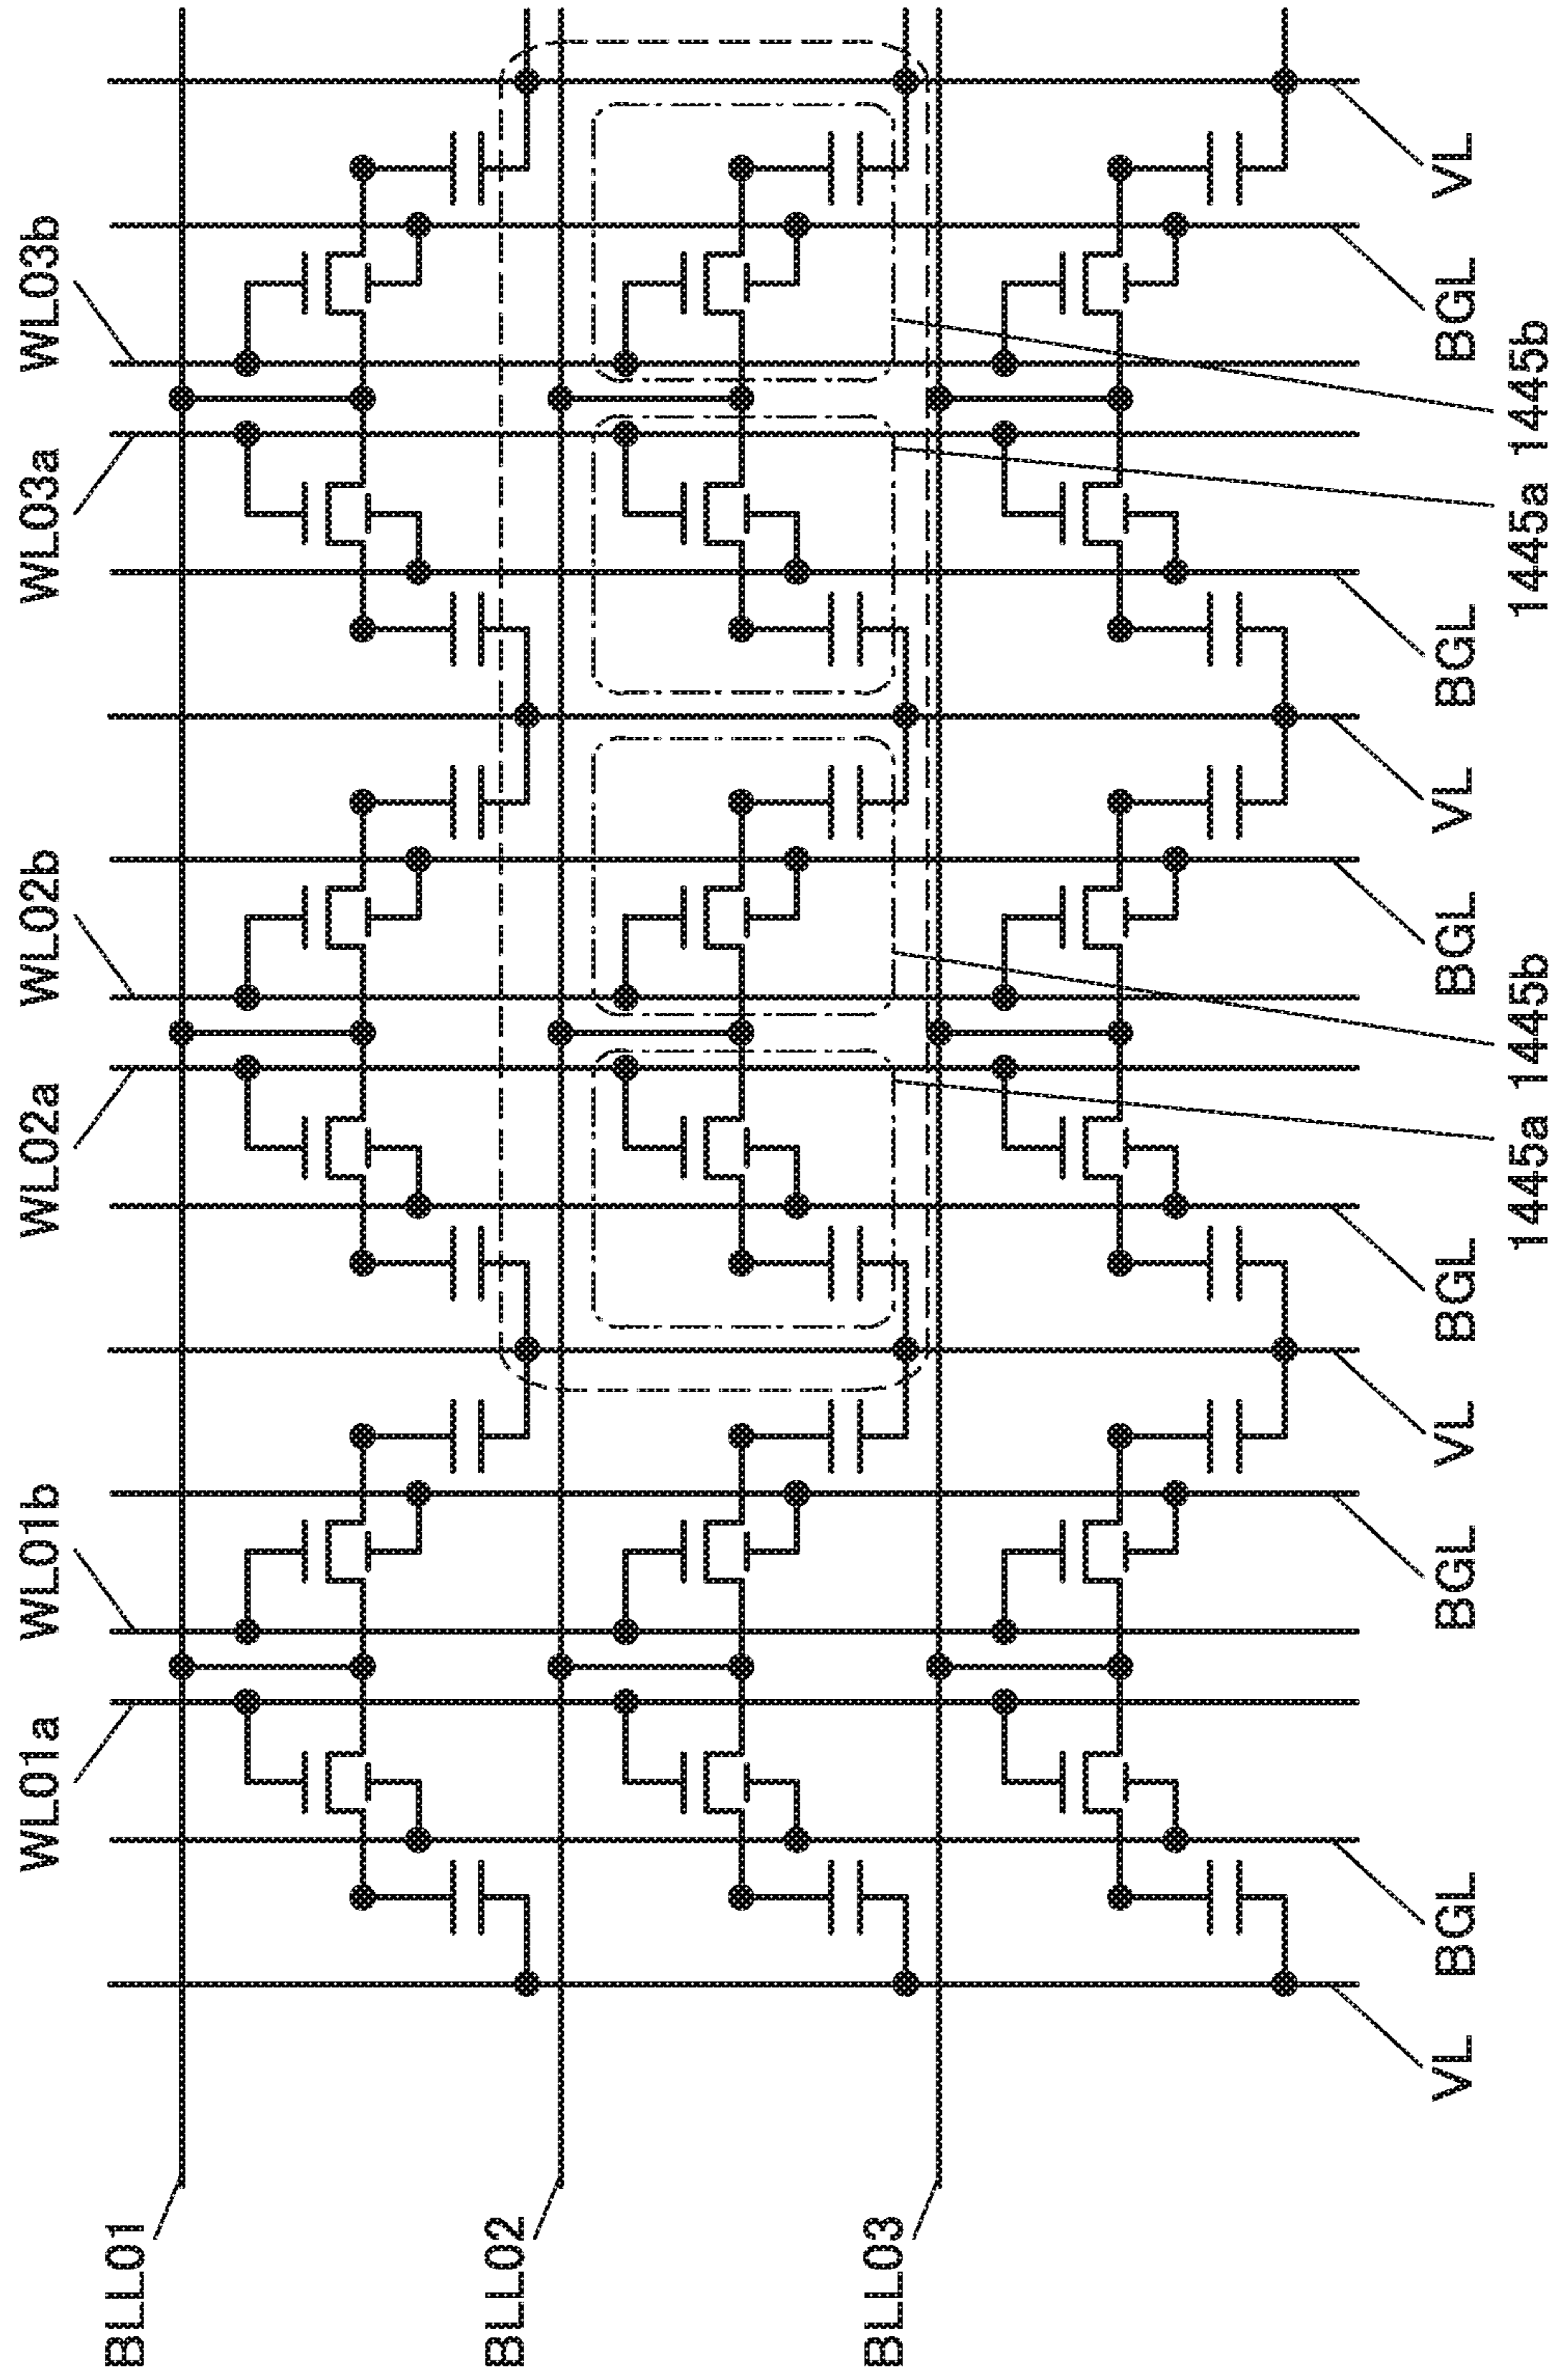 WL01a WL01b WL02a WL02b WL03a WL03b
BLL01
BLL02
BLL03
VL BGL BGL VL BGL BGL VL BGL BGL VL
1445a 1445b 1445a 1445b